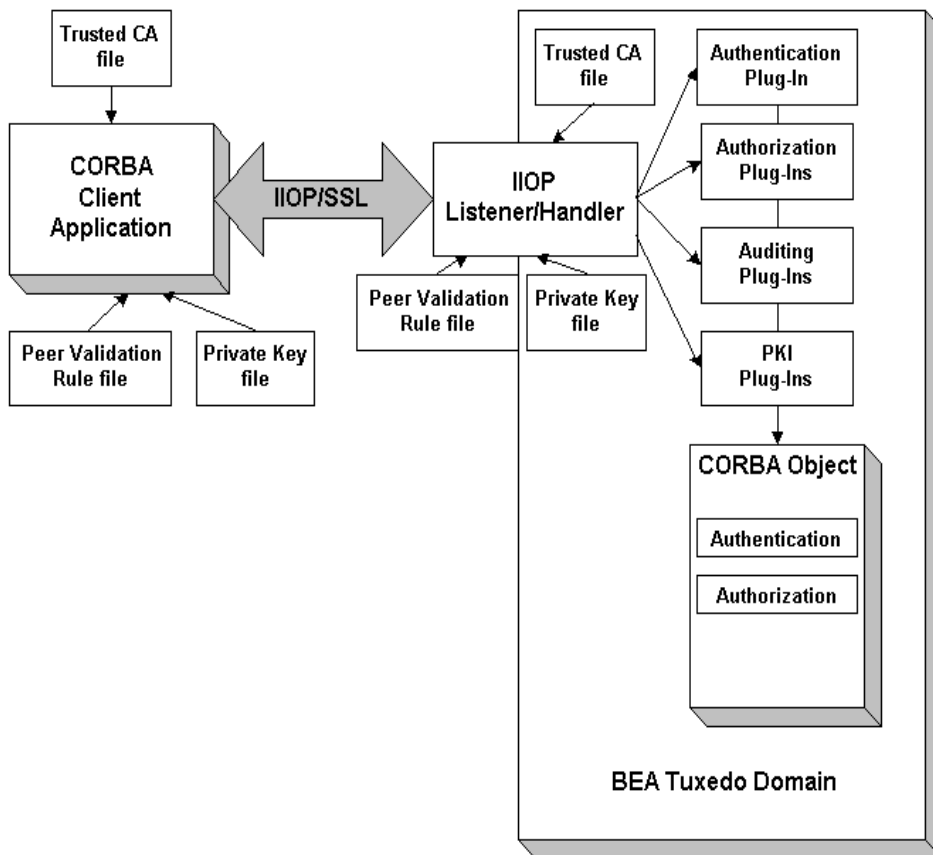 Trusted CA
file
CORBA
Client
Application
Peer Validation
Rule file
Private Key
file
IIOP/SSL
Trusted CA
file
IIOP
Listener/Handler
Peer Validation
Rule file
Private Key
file
Authentication
Plug-In
Authorization
Plug-Ins
Auditing
Plug-Ins
PKI
Plug-Ins
CORBA Object
Authentication
Authorization
BEA Tuxedo Domain